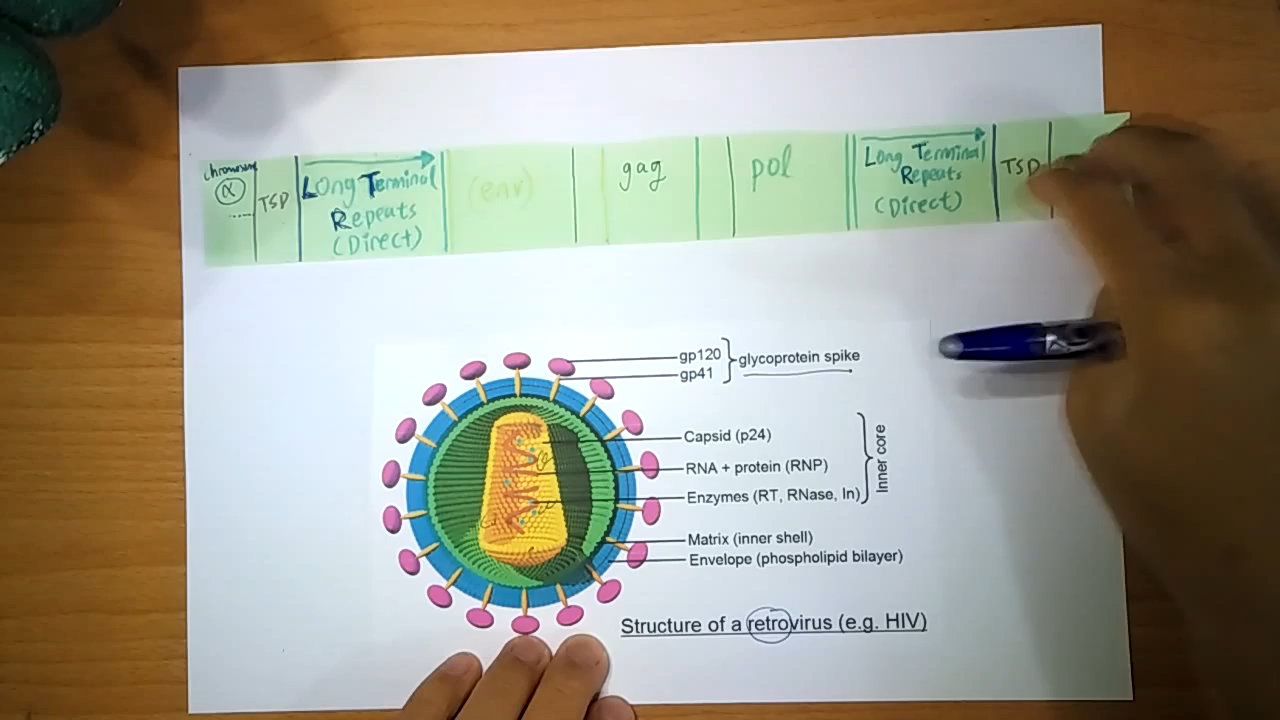 chromosome
α
TSD
Long Terminal
Repeats
(Direct)
(env)
gag
pol
Long Terminal
Repeats
(Direct)
TSD
gp120
gp41
glycoprotein spike
Capsid (p24)
RNA + protein (RNP)
Enzymes (RT, RNase, In)
Inner core
Matrix (inner shell)
Envelope (phospholipid bilayer)
Structure of a retrovirus (e.g. HIV)